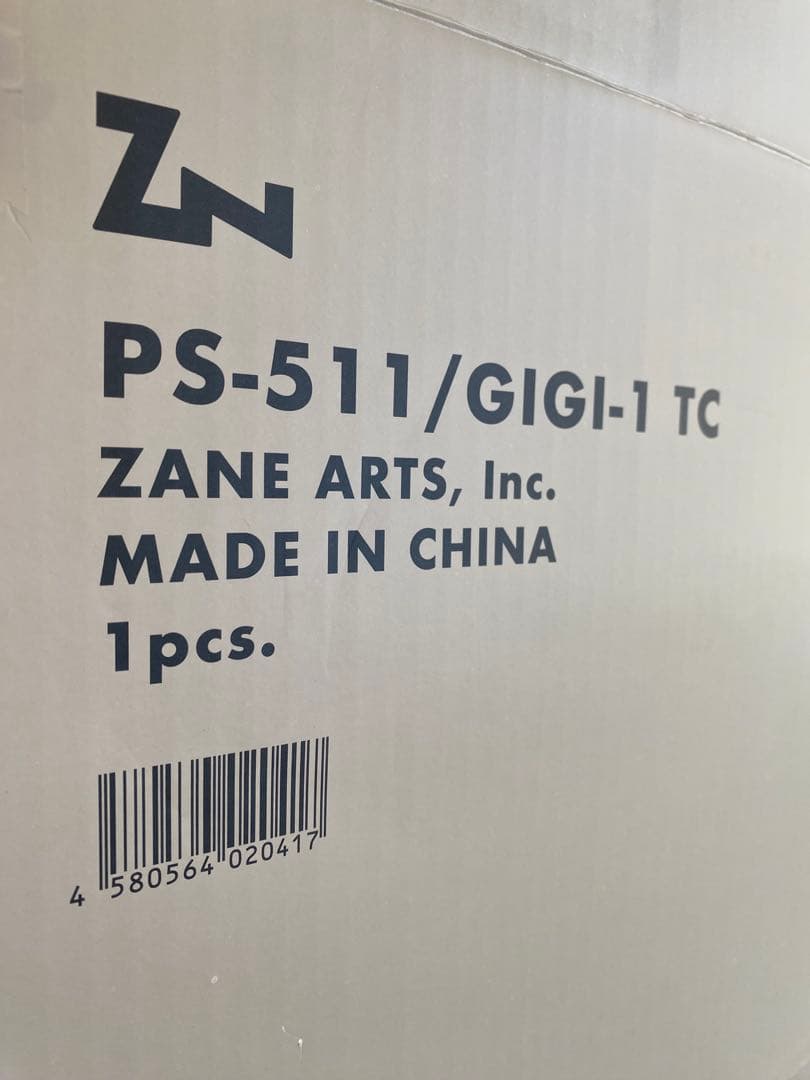 ZN
PS-511/GIGI-1 TC
ZANE ARTS, Inc.
MADE IN CHINA
1pcs.
4 580564 020417